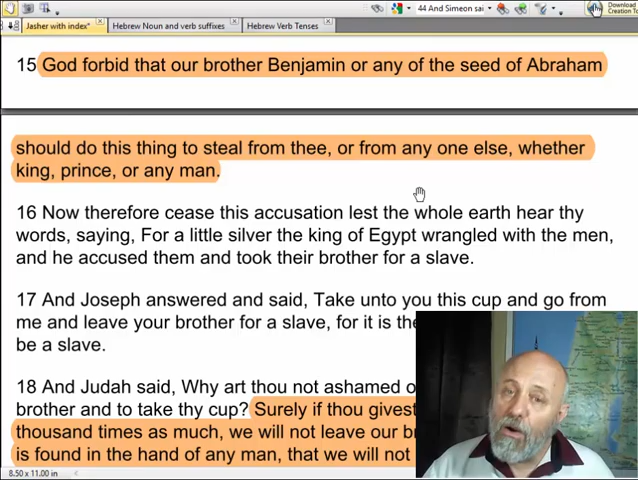 44 And Simeon sai
Download
Creation To
Jasher with index*
Hebrew Noun and verb suffixes
Hebrew Verb Tenses
15 God forbid that our brother Benjamin or any of the seed of Abraham
should do this thing to steal from thee, or from any one else, whether
king, prince, or any man.
16 Now therefore cease this accusation lest the whole earth hear thy
words, saying, For a little silver the king of Egypt wrangled with the men,
and he accused them and took their brother for a slave.
17 And Joseph answered and said, Take unto you this cup and go from
me and leave your brother for a slave, for it is the
be a slave.
18 And Judah said, Why art thou not ashamed o
brother and to take thy cup? Surely if thou givest
thousand times as much, we will not leave our b
is found in the hand of any man, that we will not
8.50 x 11.00 in